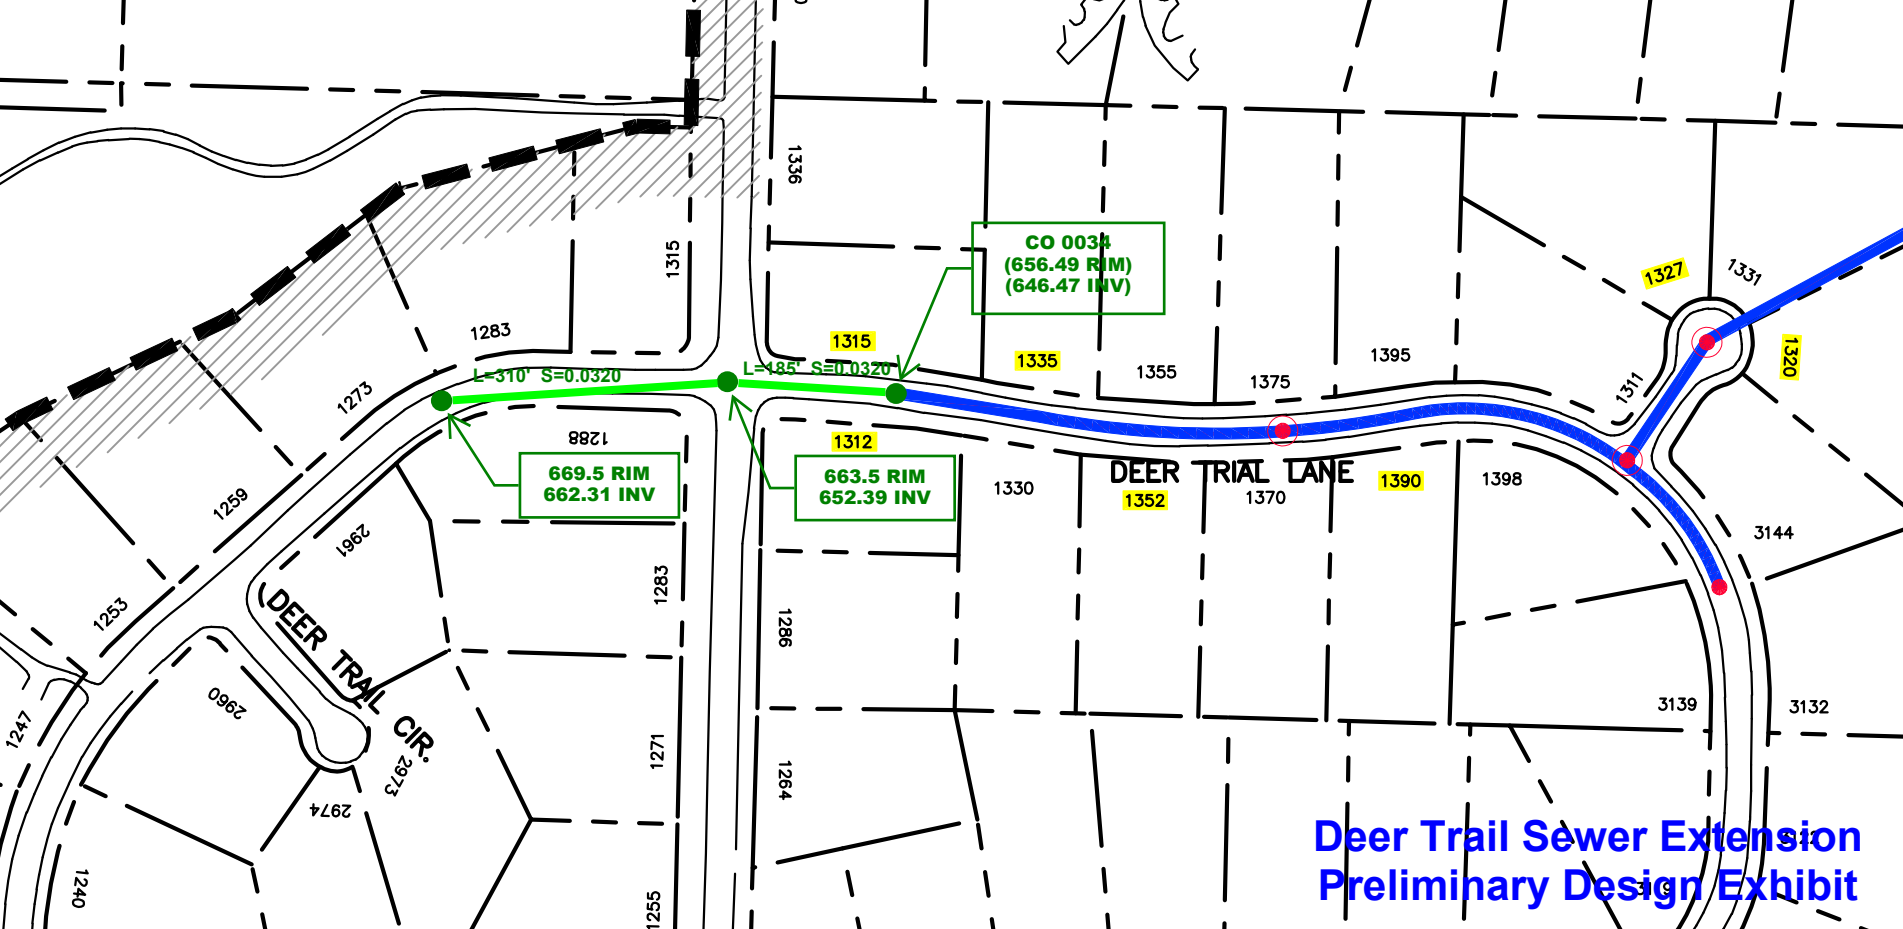 1336
1315
CO 0034
(656.49 RIM)
(646.47 INV)
1327
1331
1283
1315
1335
1355
1375
1395
1320
1311
L=310' S=0.0320
L=185' S=0.0320
1273
1288
1312
669.5 RIM
662.31 INV
663.5 RIM
652.39 INV
DEER TRIAL LANE
1330
1352
1370
1390
1398
1259
2961
3144
1253
DEER TRAIL CIR.
1283
1286
2960
1247
2973
2974
1271
1264
3139
3132
Deer Trail Sewer Extension
3122
Preliminary Design Exhibit
1240
1255